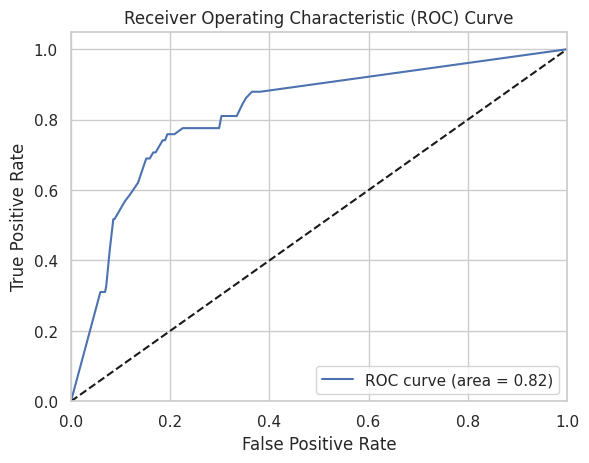 Receiver Operating Characteristic (ROC) Curve
1.0
0.8
0.6
0.4
0.2
0.0
True Positive Rate
ROC curve (area = 0.82)
0.0 0.2 0.4 0.6 0.8 1.0
False Positive Rate